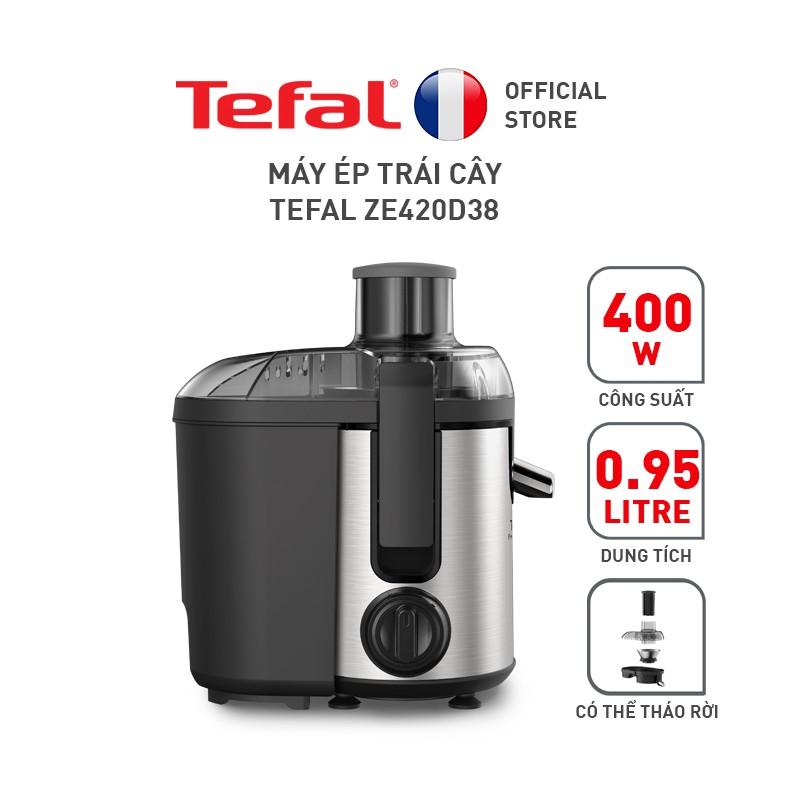 Tefal®
OFFICIAL
STORE
MÁY ÉP TRÁI CÂY
TEFAL ZE420D38
400
W
CÔNG SUẤT
0.95
LITRE
DUNG TÍCH
CÓ THỂ THÁO RỜI